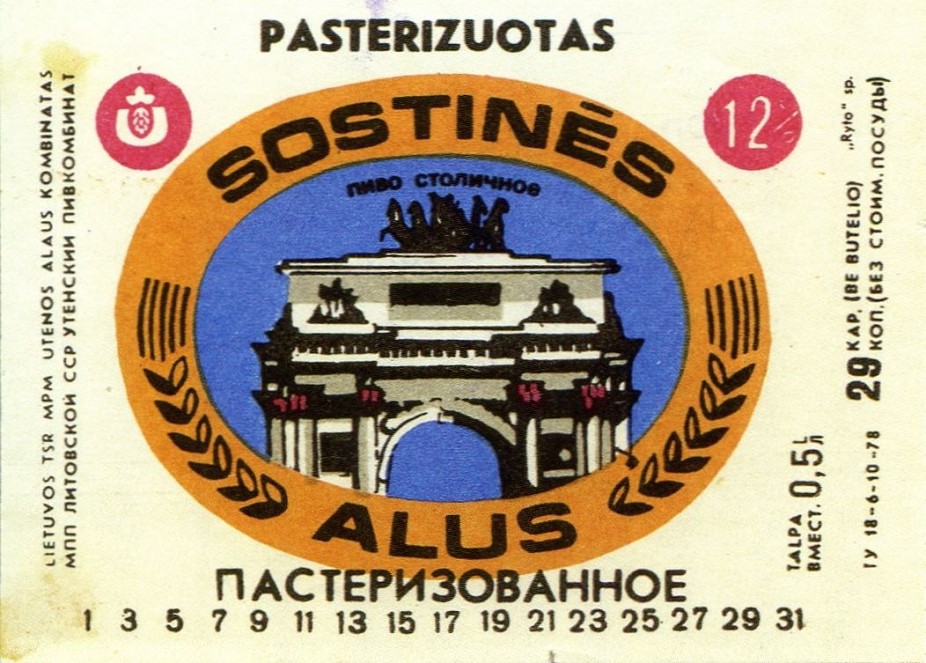 PASTERIZUOTAS
LIETUVOS TSR MPM UTENOS ALAUS KOMBINATAS
МПП ЛИТОВСКОЙ ССР УТЕНСКИЙ ПИВКОМБИНАТ
SOSTINĖS
ПИВО СТОЛИЧНОЕ
12%
ALUS
ПАСТЕРИЗОВАННОЕ
1 3 5 7 9 11 13 15 17 19 21 23 25 27 29 31
TALPA
ВМЕСТ. 0,5 L
Л
„Ryto" sp.
29 KAP. (BE BUTELIO)
КОП. (БЕЗ СТОИМ. ПОСУДЫ)
ТУ 18-6-10-78